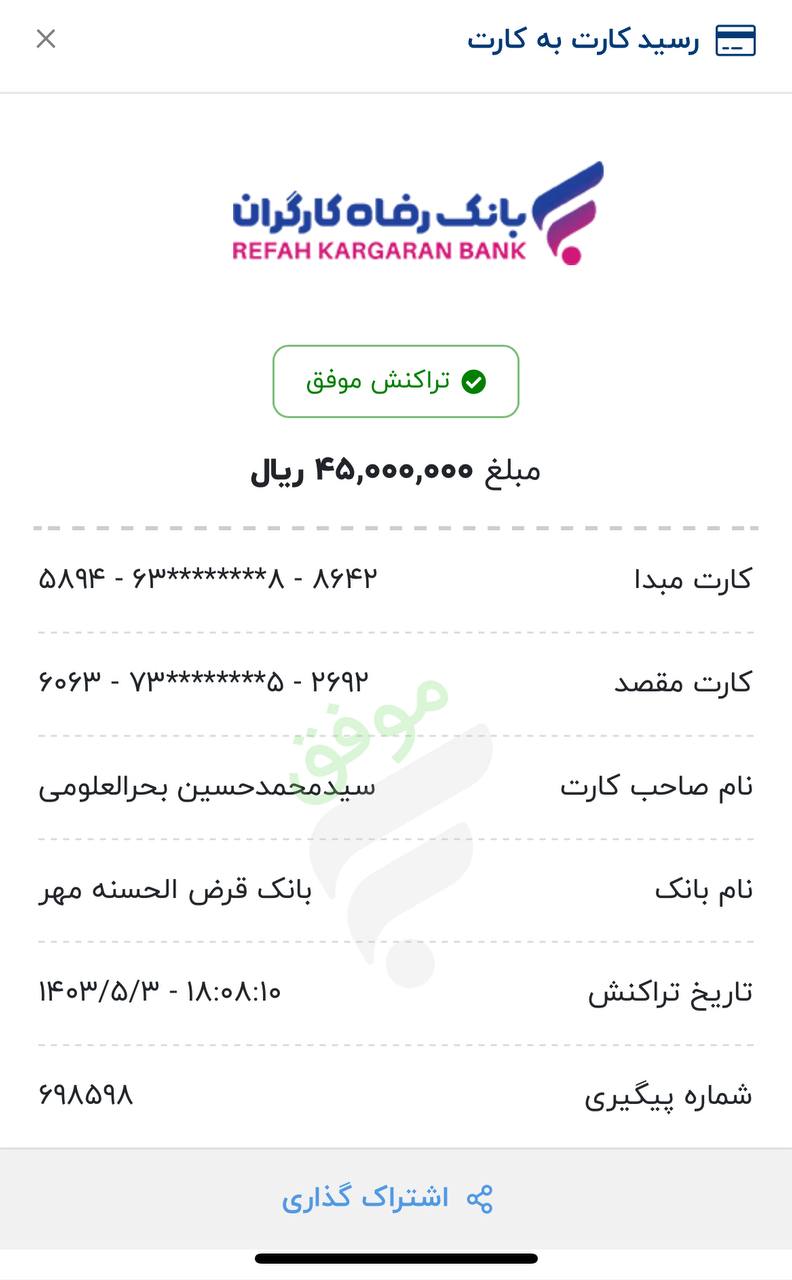 رسید کارت به کارت
بانک رفاه کارگران
REFAH KARGARAN BANK
تراکنش موفق
مبلغ ۴۵,۰۰۰,۰۰۰ ریال
کارت مبدا ۵۸۹۴ - ۶۳********۸ - ۸۶۴۲
کارت مقصد ۶۰۶۳ - ۷۳********۵ - ۲۶۹۲
موفق
نام صاحب کارت سیدمحمدحسین بحرالعلومی
نام بانک بانک قرض الحسنه مهر
تاریخ تراکنش ۱۴۰۳/۵/۳ - ۱۸:۰۸:۱۰
شماره پیگیری ۶۹۸۵۹۸
اشتراک گذاری